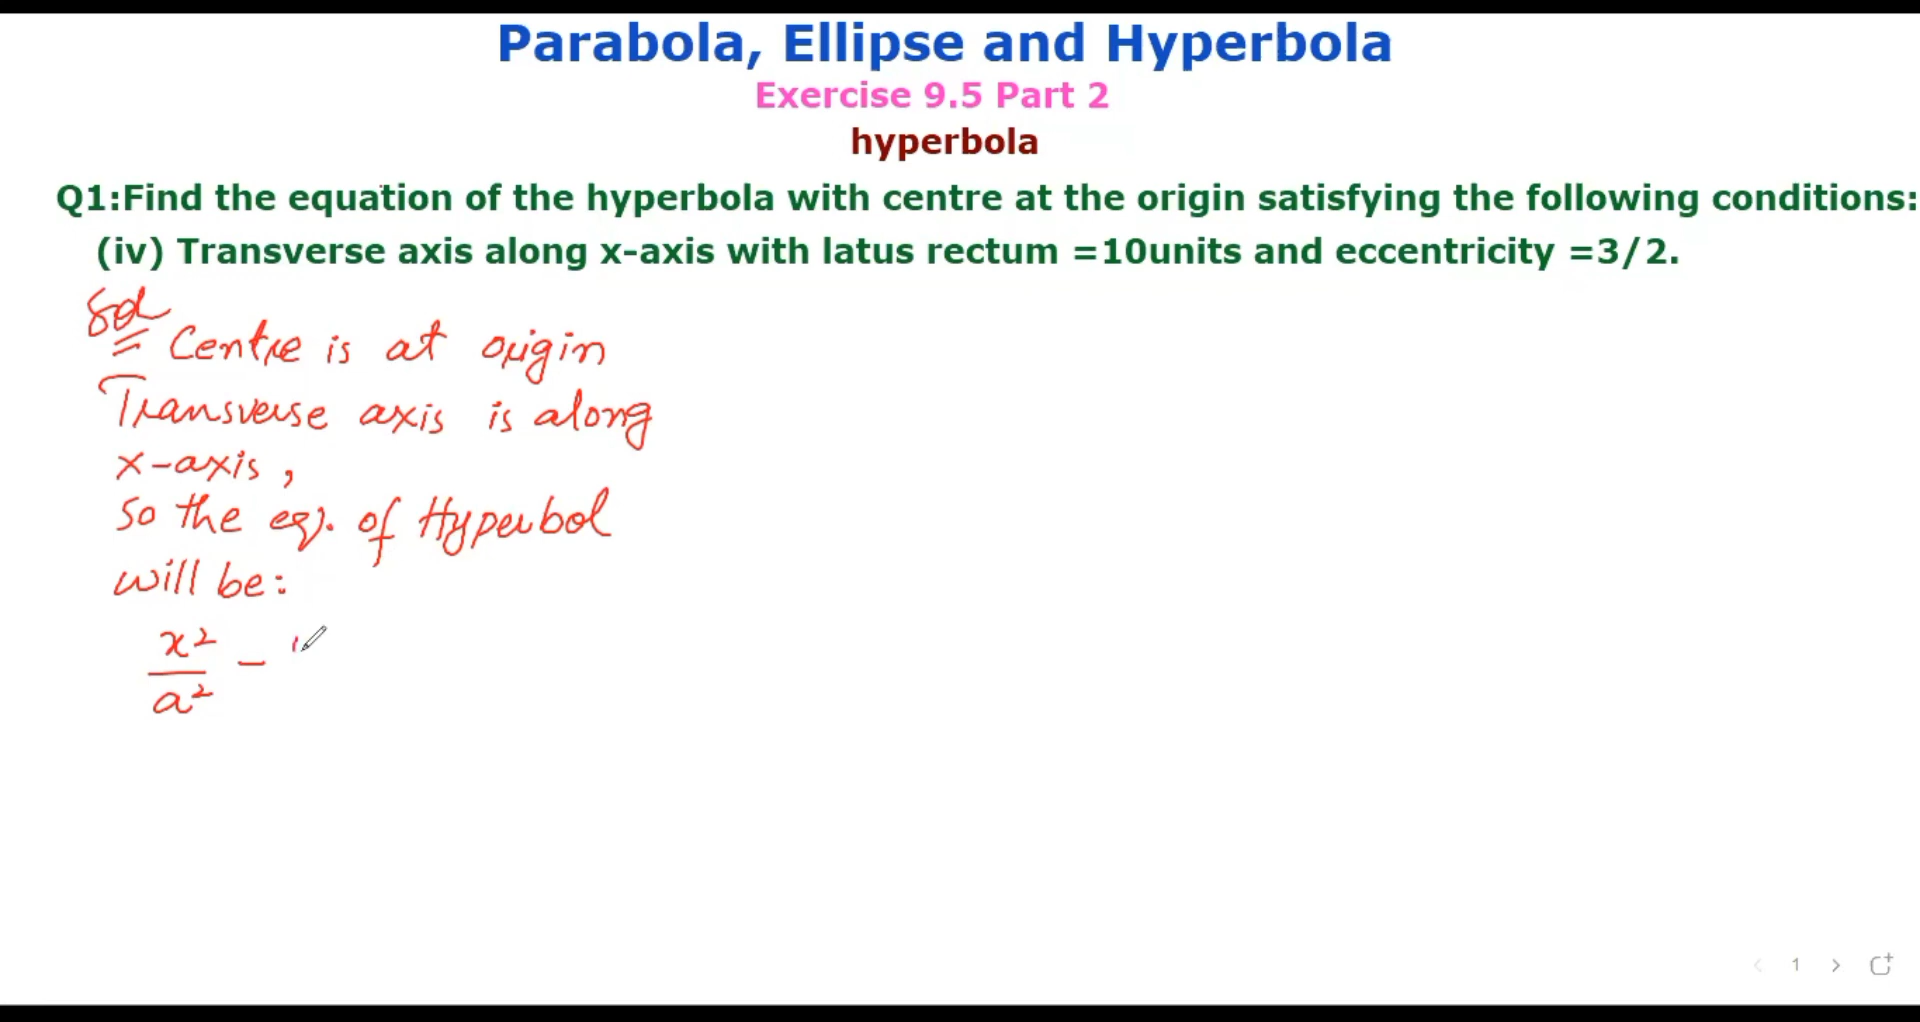 Parabola, Ellipse and Hyperbola
Exercise 9.5 Part 2
hyperbola
Q1:Find the equation of the hyperbola with centre at the origin satisfying the following conditions:
(iv) Transverse axis along x-axis with latus rectum =10units and eccentricity =3/2.
Sol
Centre is at origin
Transverse axis is along
x-axis,
So the eq. of Hyperbol
will be:
x²
—
a²
-
1